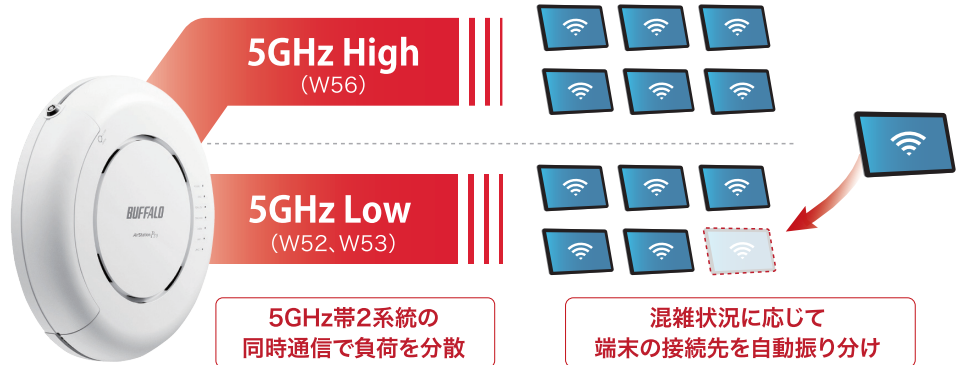 5GHz High
(W56)
5GHz Low
(W52、W53)
BUFFALO
5GHz帯2系統の
同時通信で負荷を分散
混雑状況に応じて
端末の接続先を自動振り分け